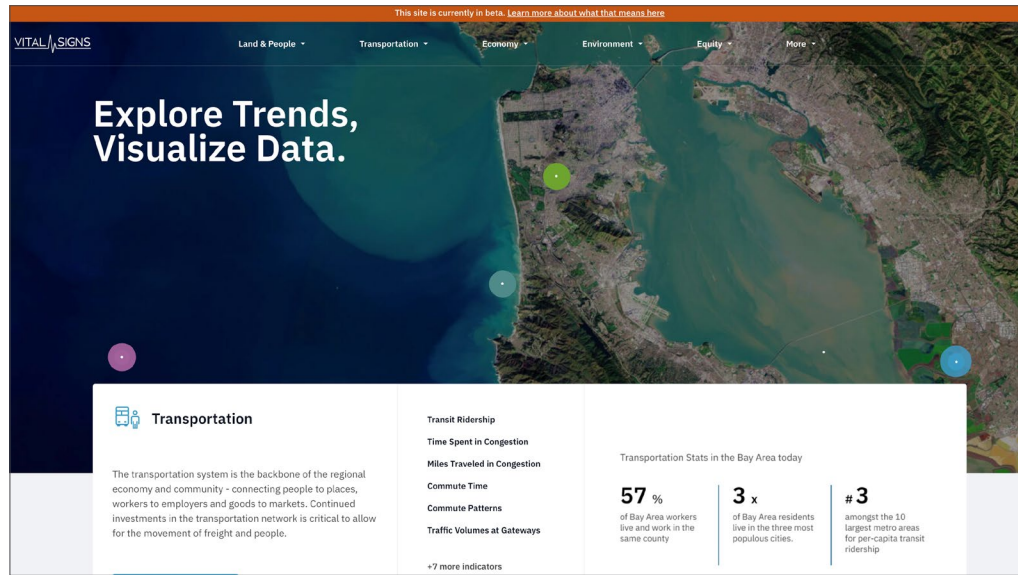 This site is currently in beta. Learn more about what that means here
VITAL SIGNS
Land & People
Transportation
Economy
Environment
Equity
More
Explore Trends,
Visualize Data.
Transportation
The transportation system is the backbone of the regional
economy and community - connecting people to places,
workers to employers and goods to markets. Continued
investments in the transportation network is critical to allow
for the movement of freight and people.
Transit Ridership
Time Spent in Congestion
Miles Traveled in Congestion
Commute Time
Commute Patterns
Traffic Volumes at Gateways
+7 more indicators
Transportation Stats in the Bay Area today
57 %
of Bay Area workers
live and work in the
same county
3 x
of Bay Area residents
live in the three most
populous cities.
# 3
amongst the 10
largest metro areas
for per-capita transit
ridership